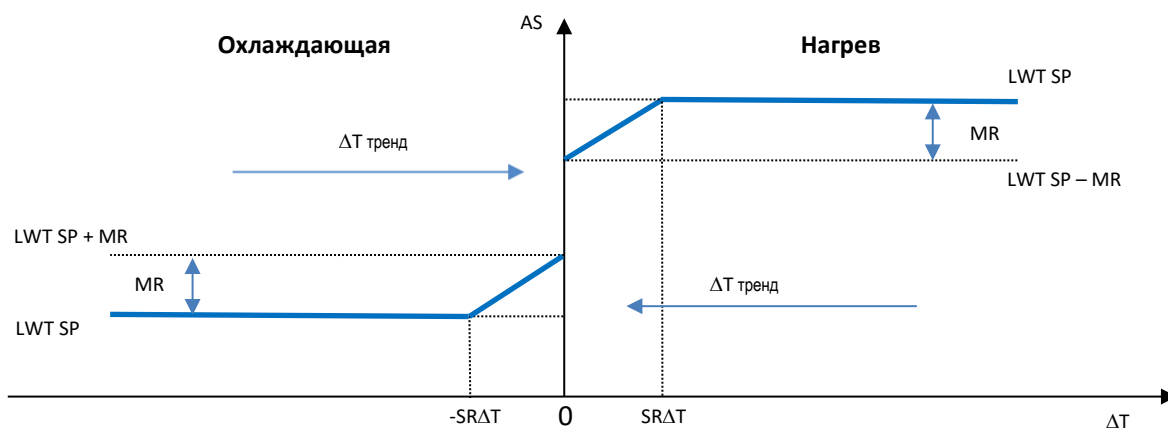 AS
Охлаждающая
Нагрев
LWT SP
MR
ΔT тренд
LWT SP – MR
LWT SP + MR
MR
ΔT тренд
LWT SP
-SRΔT
0
SRΔT
ΔT